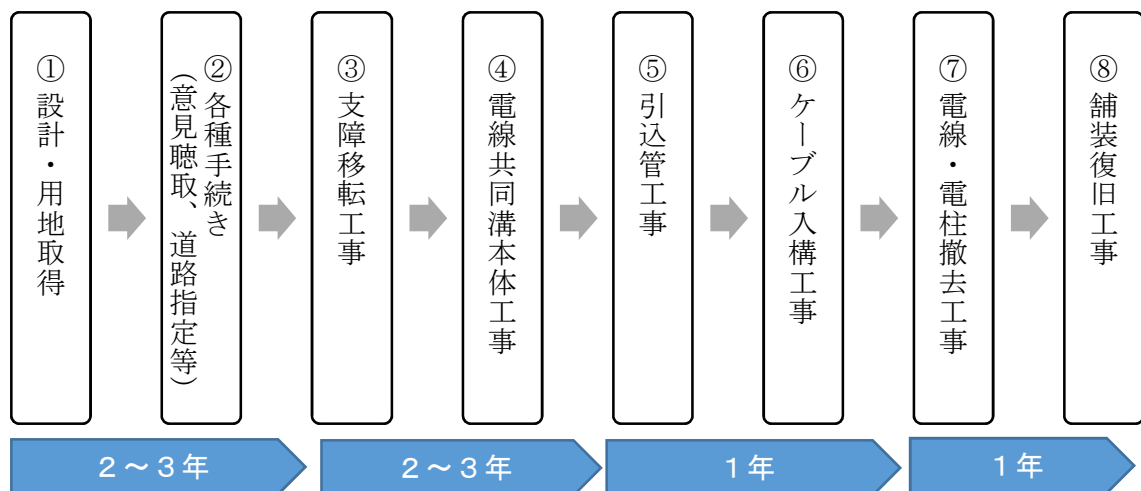 ①設計・用地取得
②各種手続き
(意見聴取、道路指定等)
③支障移転工事
④電線共同溝本体工事
⑤引込管工事
⑥ケーブル入構工事
⑦電線・電柱撤去工事
⑧舗装復旧工事
2～3年
2～3年
1年
1年